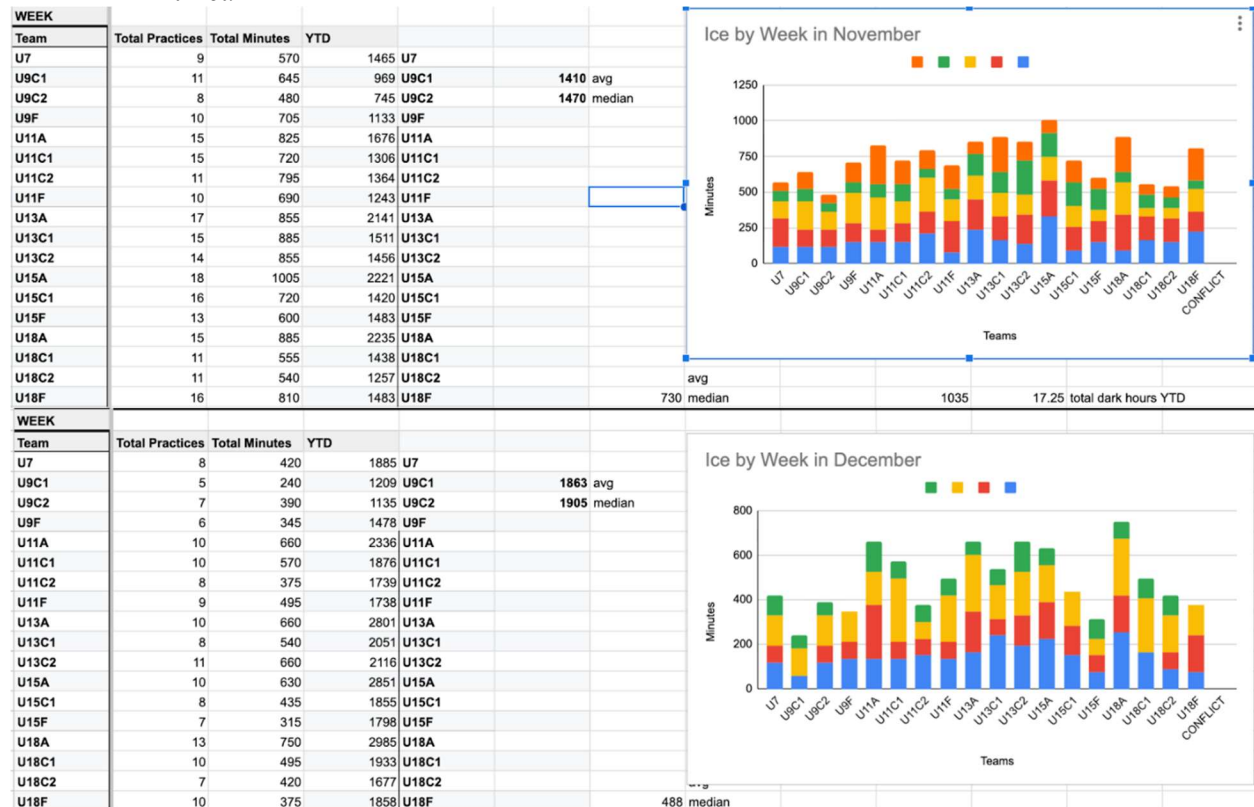 WEEK
Team Total Practices Total Minutes YTD
U7 9 570 1465 U7
U9C1 11 645 969 U9C1 1410 avg
U9C2 8 480 745 U9C2 1470 median
U9F 10 705 1133 U9F
U11A 15 825 1676 U11A
U11C1 15 720 1306 U11C1
U11C2 11 795 1364 U11C2
U11F 10 690 1243 U11F
U13A 17 855 2141 U13A
U13C1 15 885 1511 U13C1
U13C2 14 855 1456 U13C2
U15A 18 1005 2221 U15A
U15C1 16 720 1420 U15C1
U15F 13 600 1483 U15F
U18A 15 885 2235 U18A
U18C1 11 555 1438 U18C1
U18C2 11 540 1257 U18C2 avg
U18F 16 810 1483 U18F 730 median 1035 17.25 total dark hours YTD
Ice by Week in November
1250
1000
750
500
250
0
Minutes
U7 U9C1 U9C2 U9F U11A U11C1 U11C2 U11F U13A U13C1 U13C2 U15A U15C1 U15F U18A U18C1 U18C2 U18F CONFLICT
Teams
WEEK
Team Total Practices Total Minutes YTD
U7 8 420 1885 U7
U9C1 5 240 1209 U9C1 1863 avg
U9C2 7 390 1135 U9C2 1905 median
U9F 6 345 1478 U9F
U11A 10 660 2336 U11A
U11C1 10 570 1876 U11C1
U11C2 8 375 1739 U11C2
U11F 9 495 1738 U11F
U13A 10 660 2801 U13A
U13C1 8 540 2051 U13C1
U13C2 11 660 2116 U13C2
U15A 10 630 2851 U15A
U15C1 8 435 1855 U15C1
U15F 7 315 1798 U15F
U18A 13 750 2985 U18A
U18C1 10 495 1933 U18C1
U18C2 7 420 1677 U18C2
U18F 10 375 1858 U18F 488 median
Ice by Week in December
800
600
400
200
0
Minutes
U7 U9C1 U9C2 U9F U11A U11C1 U11C2 U11F U13A U13C1 U13C2 U15A U15C1 U15F U18A U18C1 U18C2 U18F CONFLICT
Teams